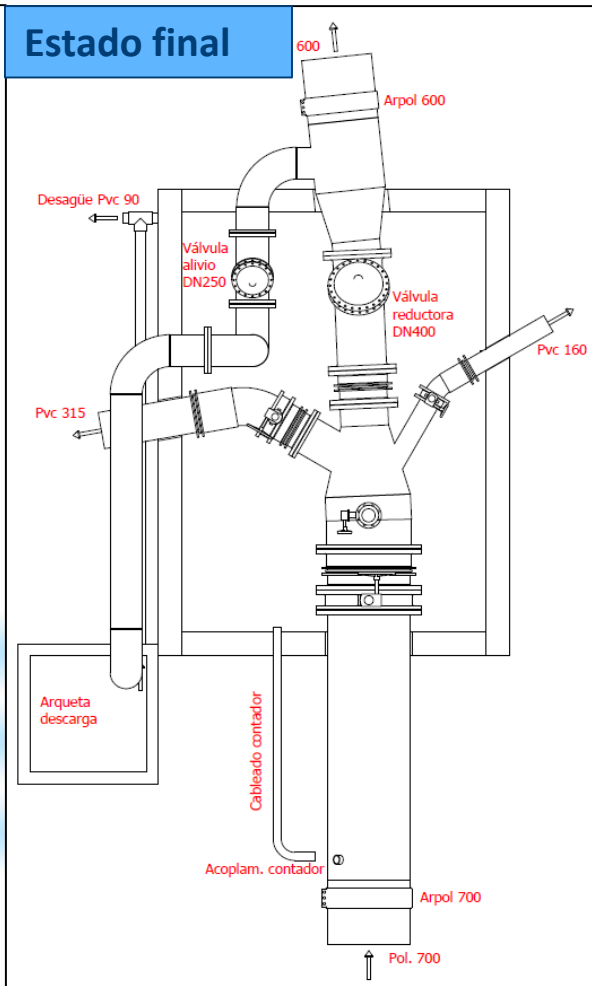 Estado final
600
Arpol 600
Desagüe Pvc 90
Válvula
alivio
DN250
Válvula
reductora
DN400
Pvc 160
Pvc 315
Arqueta
descarga
Cableado contador
Acoplam. contador
Arpol 700
Pol. 700